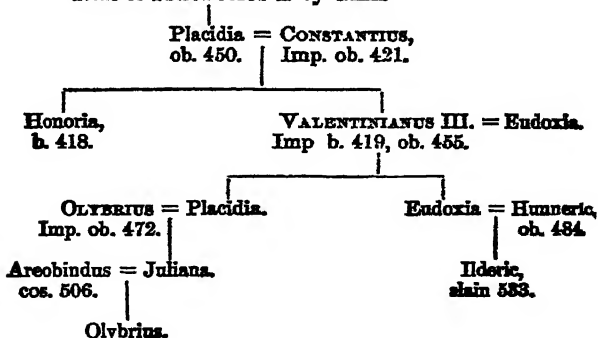 Placidia = CONSTANTIUS,
ob. 450. Imp. ob. 421.
Honoria, VALENTINIANUS III. = Eudoxia.
b. 418. Imp b. 419, ob. 455.
OLYBRIUS = Placidia. Eudoxia = Hunneric,
Imp. ob. 472. ob. 484.
Areobindus = Juliana. Ilderic,
cos. 506. slain 533.
Olybrius.